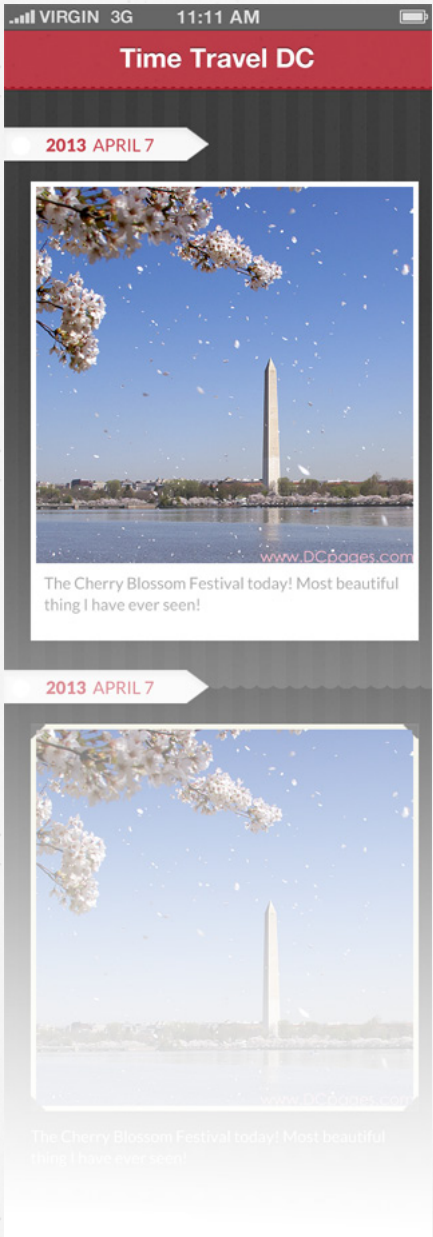 VIRGIN 3G 11:11 AM
Time Travel DC
2013 APRIL 7
www.DCpages.com
The Cherry Blossom Festival today! Most beautiful
thing I have ever seen!
2013 APRIL 7
www.DCpages.com
The Cherry Blossom Festival today! Most beautiful
thing I have ever seen!